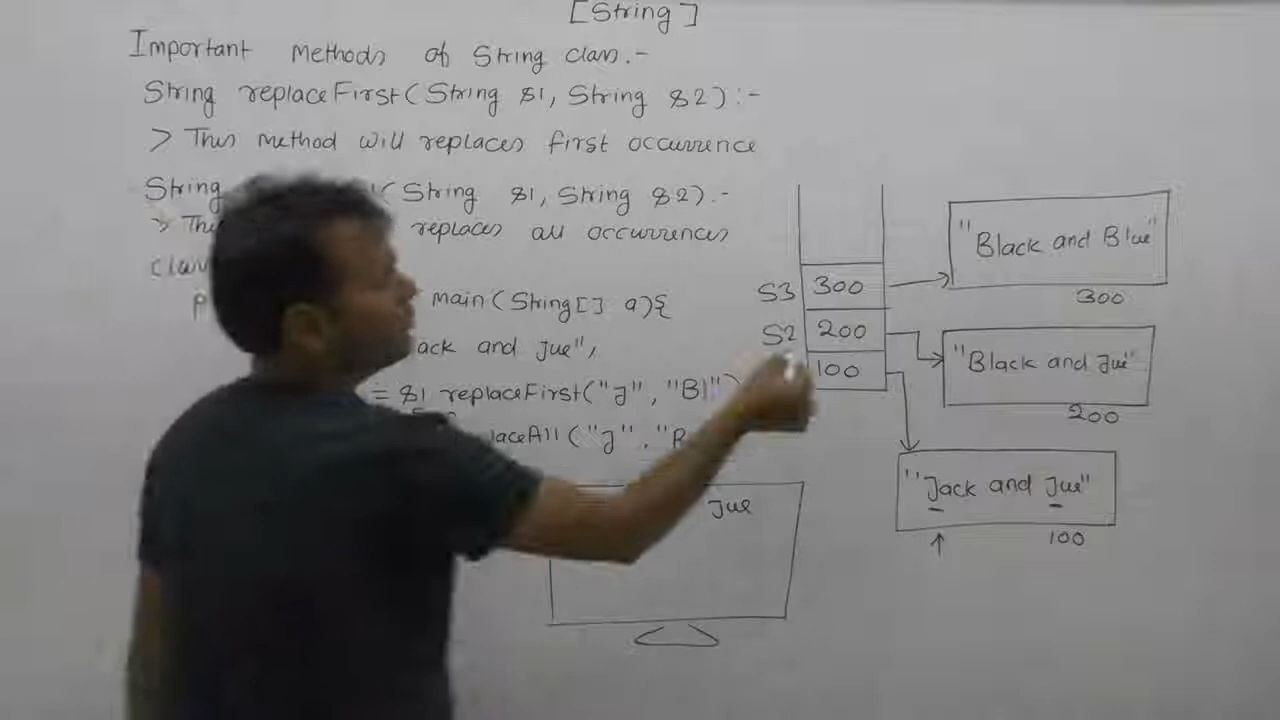 [String]
Important Methods of String class.-
String replaceFirst(String s1, String s2):-
> This method will replaces first occurrence
String (String s1, String s2).-
> replaces all occurrences
main(String[] a){
ack and Jue",
= s1 replaceFirst("J", "Bl")
laceAll("J"."
Jue
S3 300
S2 200
100
"Black and Blue"
300
"Black and Jue"
200
"Jack and Jue"
100